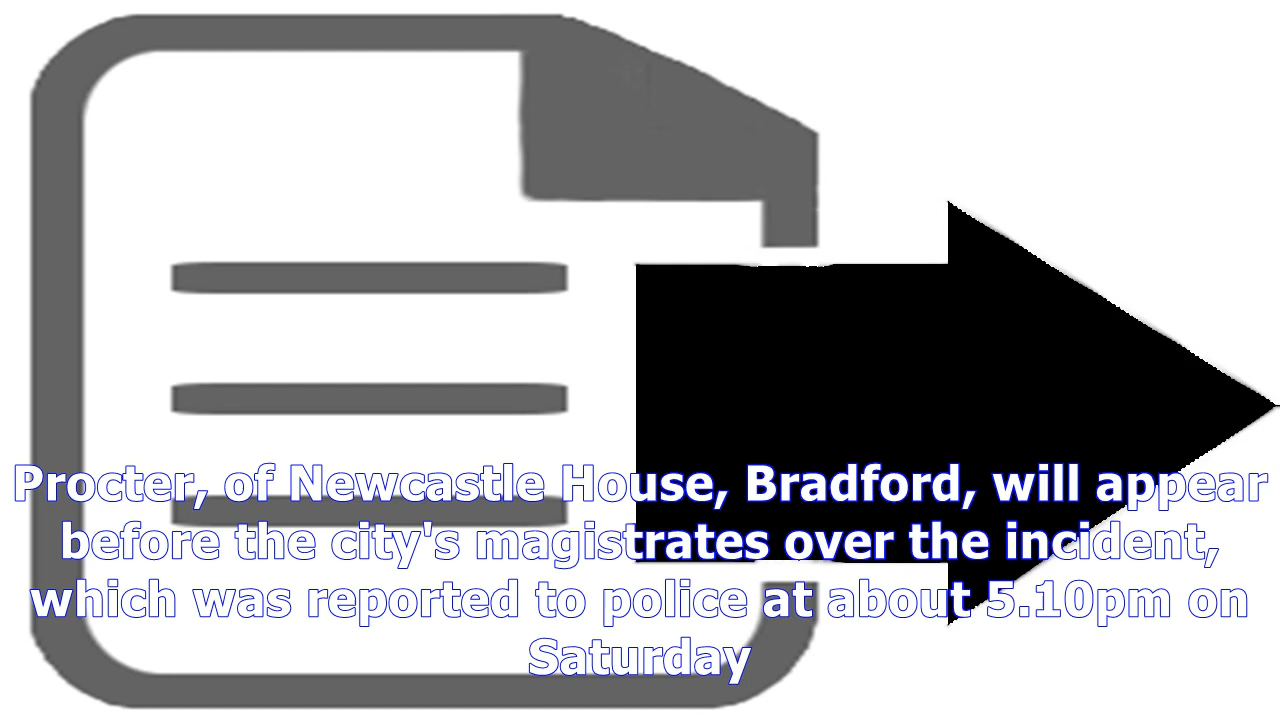 Procter, of Newcastle House, Bradford, will appear
before the city's magistrates over the incident,
which was reported to police at about 5.10pm on
Saturday